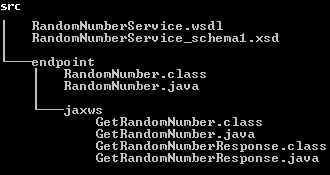 src
RandomNumberService.wsdl
RandomNumberService_schema1.xsd
endpoint
RandomNumber.class
RandomNumber.java
jaxws
GetRandomNumber.class
GetRandomNumber.java
GetRandomNumberResponse.class
GetRandomNumberResponse.java